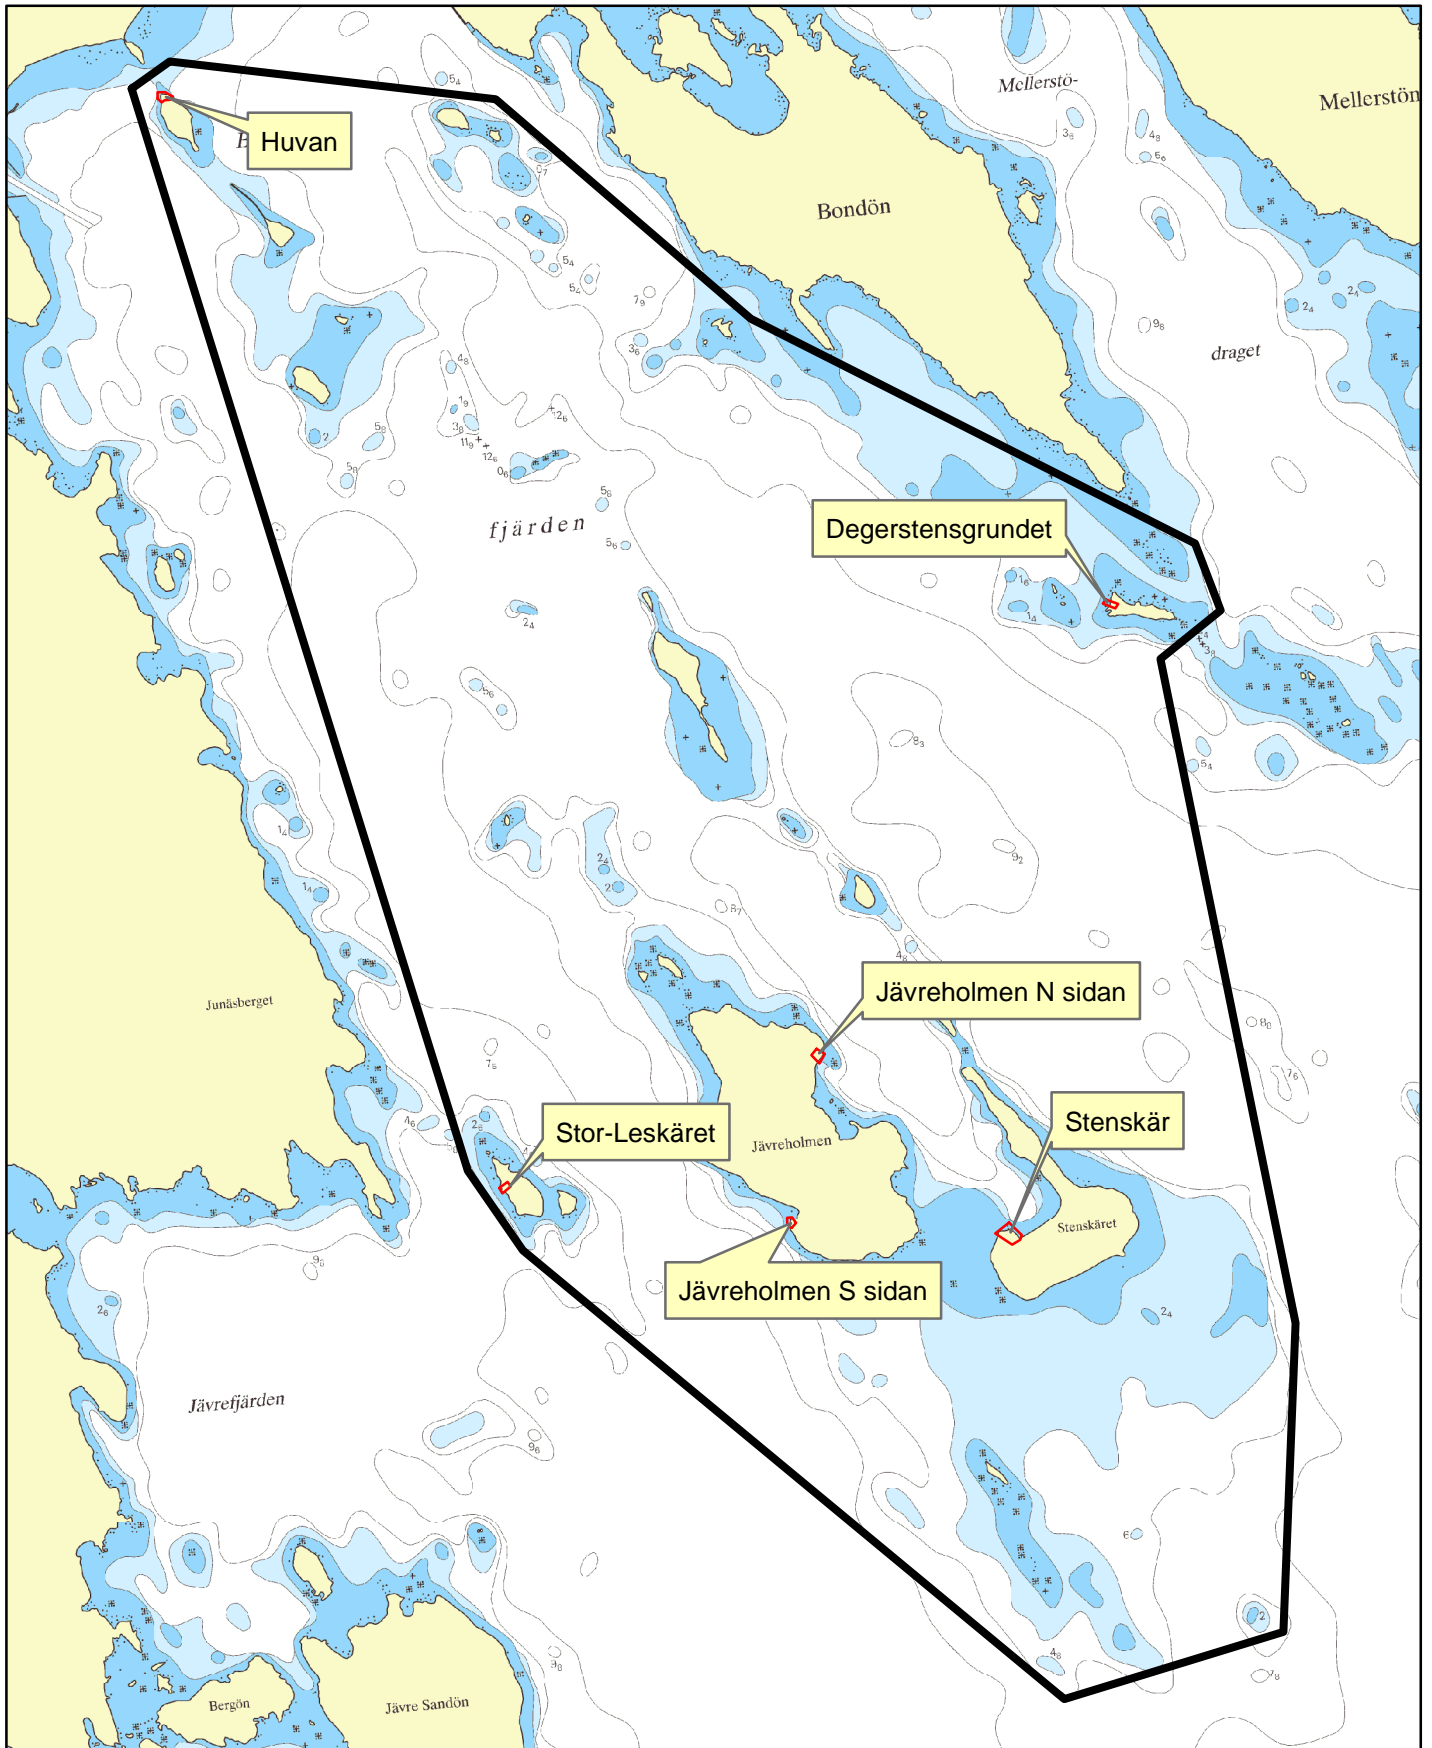 Mellerstö-
Mellerstön
Huvan
Bondön
draget
fjärden
Degerstensgrundet
Jävreholmen N sidan
Junäsberget
Stor-Leskäret
Stenskär
Jävreholmen
Stenskäret
Jävreholmen S sidan
Jävrefjärden
Bergön
Jävre Sandön